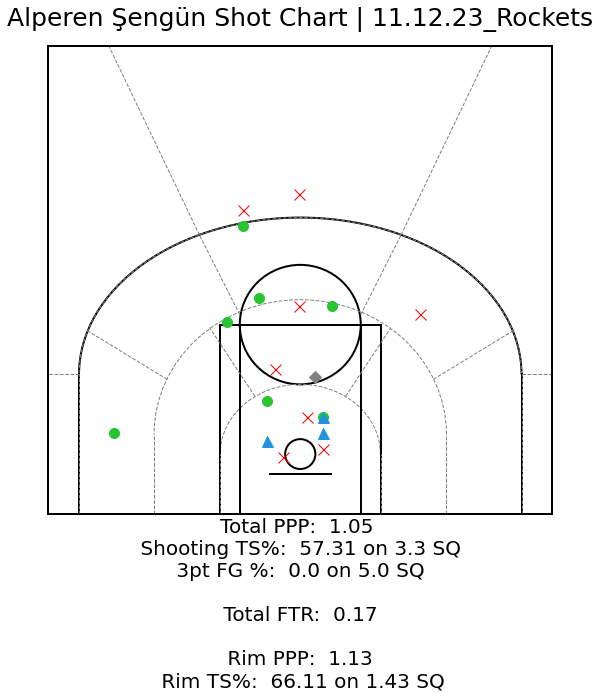 Alperen Şengün Shot Chart | 11.12.23_Rockets
Total PPP: 1.05
Shooting TS%: 57.31 on 3.3 SQ
3pt FG %: 0.0 on 5.0 SQ
Total FTR: 0.17
Rim PPP: 1.13
Rim TS%: 66.11 on 1.43 SQ